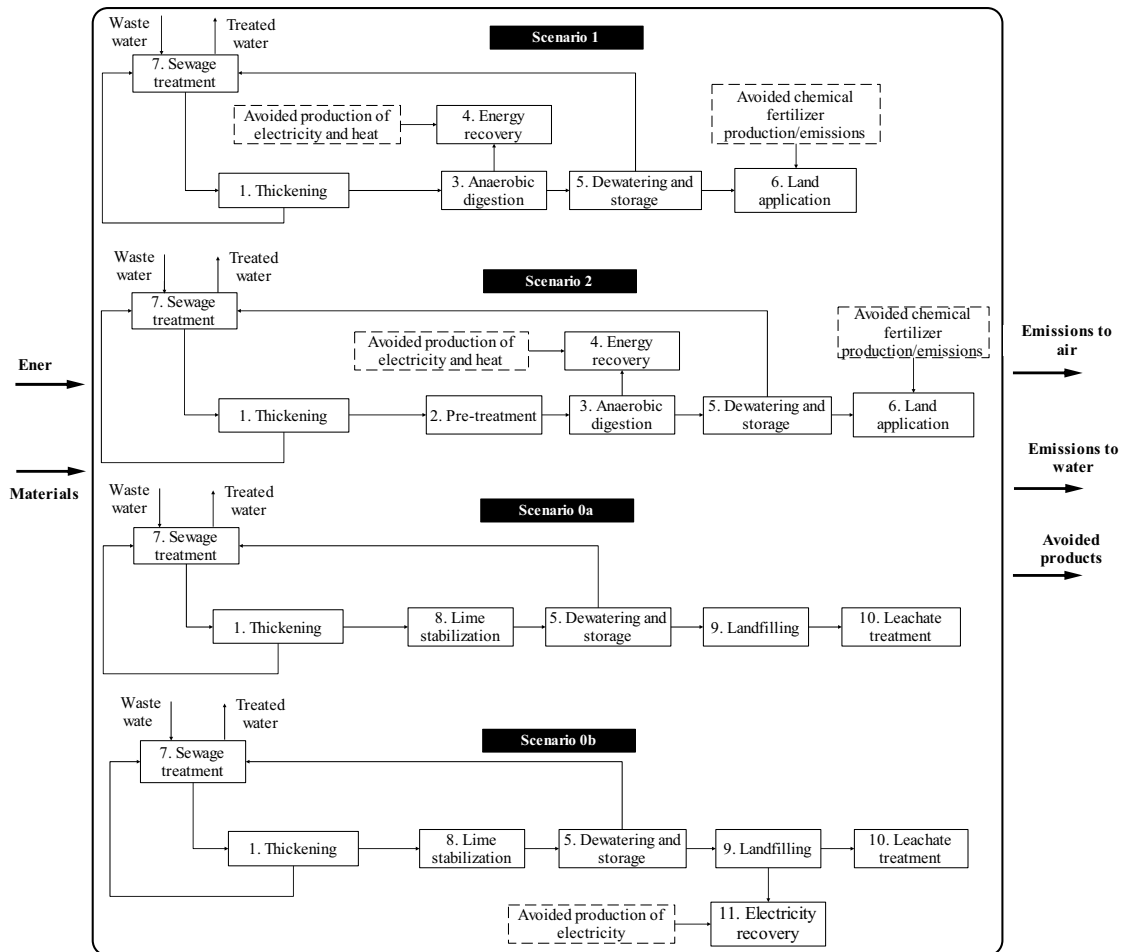 Waste
water
Treated
water
Scenario 1
7. Sewage
treatment
Avoided production of
electricity and heat
4. Energy
recovery
Avoided chemical
fertilizer
production/emissions
1. Thickening
3. Anaerobic
digestion
5. Dewatering and
storage
6. Land
application
Waste
water
Treated
water
Scenario 2
7. Sewage
treatment
Avoided production of
electricity and heat
4. Energy
recovery
Avoided chemical
fertilizer
production/emissions
1. Thickening
2. Pre-treatment
3. Anaerobic
digestion
5. Dewatering and
storage
6. Land
application
Ener
Materials
Emissions to
air
Emissions to
water
Avoided
products
Waste
water
Treated
water
Scenario 0a
7. Sewage
treatment
1. Thickening
8. Lime
stabilization
5. Dewatering and
storage
9. Landfilling
10. Leachate
treatment
Waste
wate
Treated
water
Scenario 0b
7. Sewage
treatment
1. Thickening
8. Lime
stabilization
5. Dewatering and
storage
9. Landfilling
10. Leachate
treatment
Avoided production of
electricity
11. Electricity
recovery